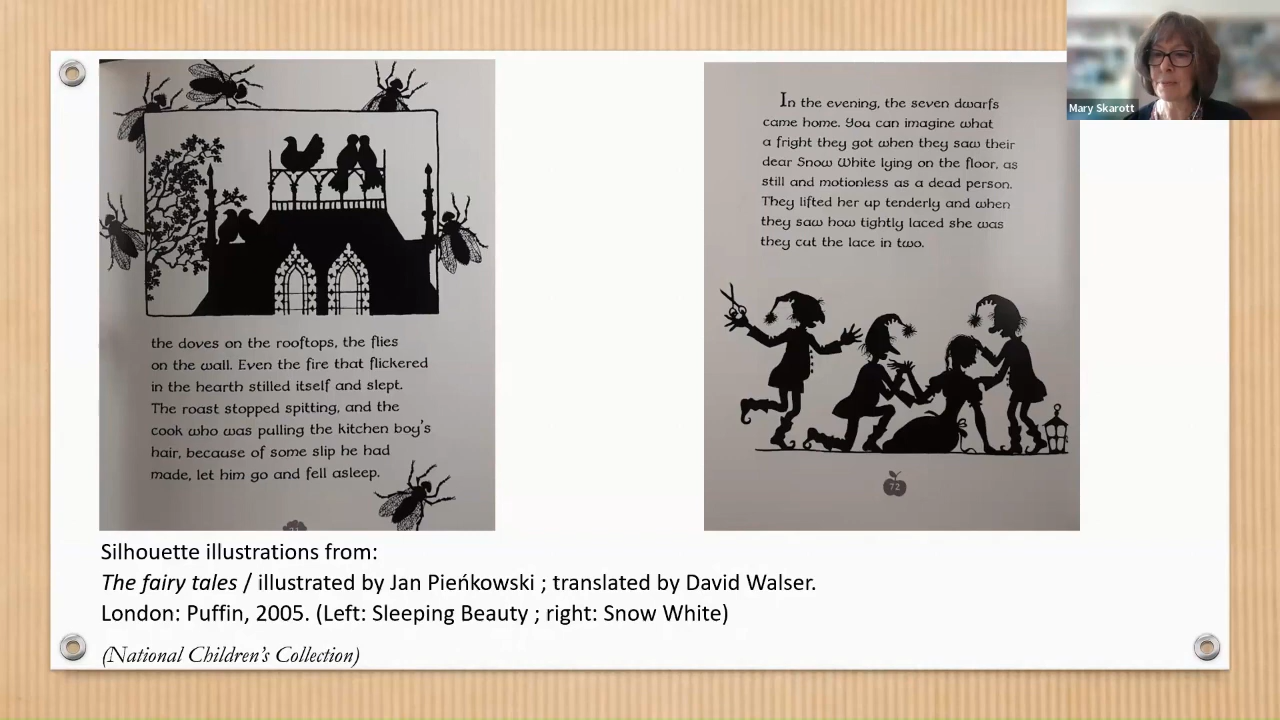 the doves on the rooftops, the flies
on the wall. Even the fire that flickered
in the hearth stilled itself and slept.
The roast stopped spitting, and the
cook who was pulling the kitchen boy's
hair, because of some slip he had
made, let him go and fell asleep.
In the evening, the seven dwarfs
came home. You can imagine what
a fright they got when they saw their
dear Snow White lying on the floor, as
still and motionless as a dead person.
They lifted her up tenderly and when
they saw how tightly laced she was
they cut the lace in two.
72
Mary Skarott
Silhouette illustrations from:
The fairy tales / illustrated by Jan Pieńkowski ; translated by David Walser.
London: Puffin, 2005. (Left: Sleeping Beauty ; right: Snow White)
(National Children's Collection)